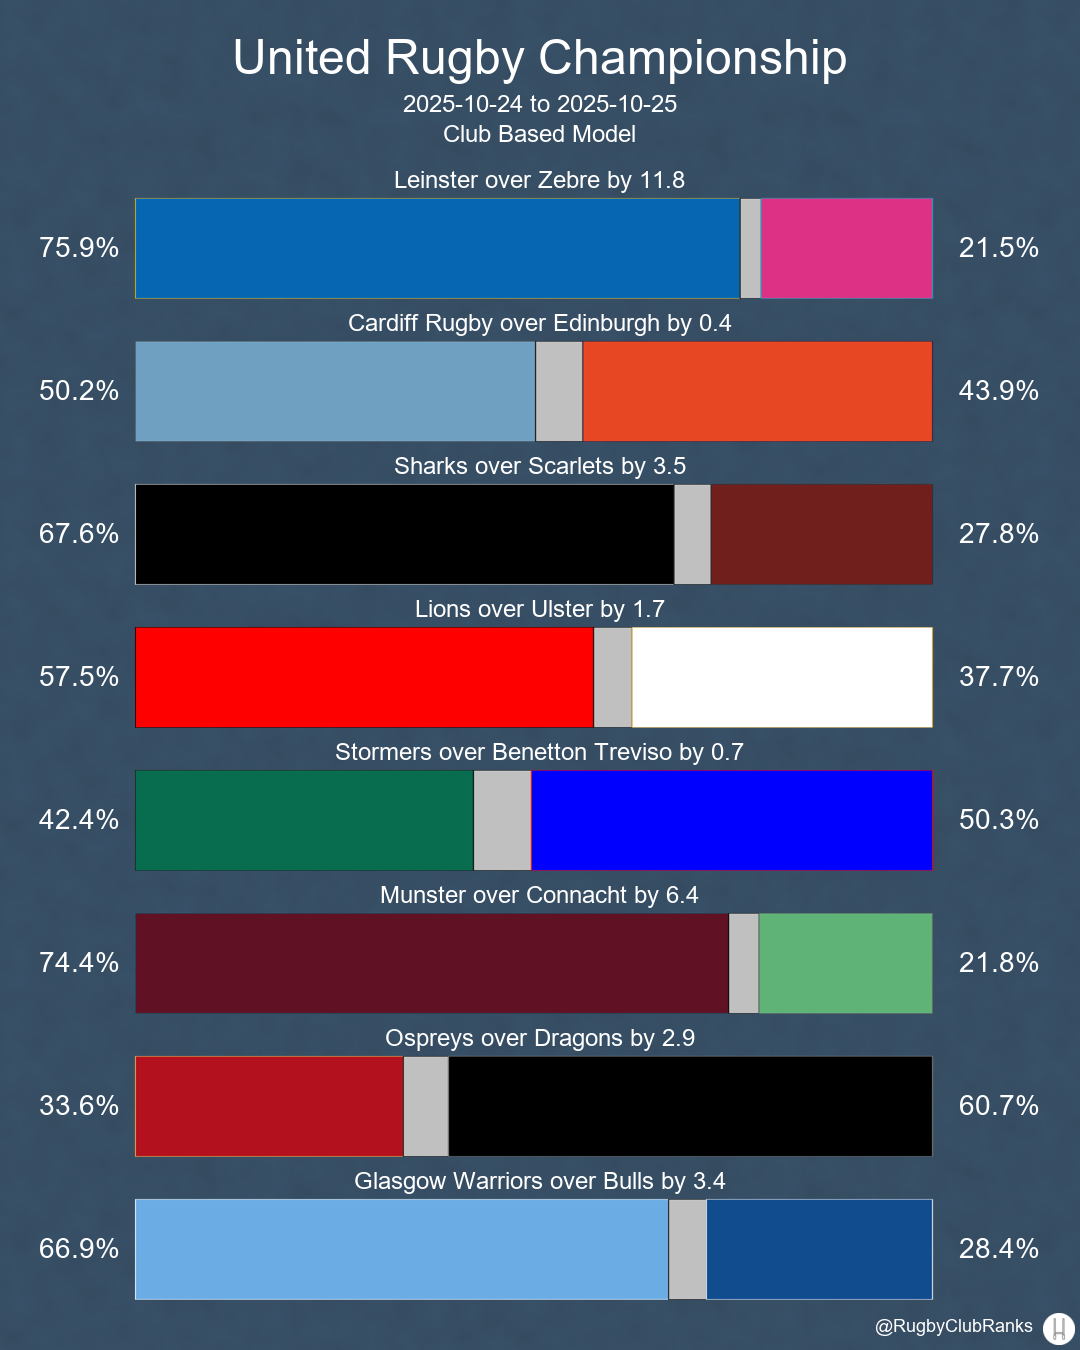 United Rugby Championship
2025-10-24 to 2025-10-25
Club Based Model
Leinster over Zebre by 11.8
75.9% 21.5%
Cardiff Rugby over Edinburgh by 0.4
50.2% 43.9%
Sharks over Scarlets by 3.5
67.6% 27.8%
Lions over Ulster by 1.7
57.5% 37.7%
Stormers over Benetton Treviso by 0.7
42.4% 50.3%
Munster over Connacht by 6.4
74.4% 21.8%
Ospreys over Dragons by 2.9
33.6% 60.7%
Glasgow Warriors over Bulls by 3.4
66.9% 28.4%
@RugbyClubRanks